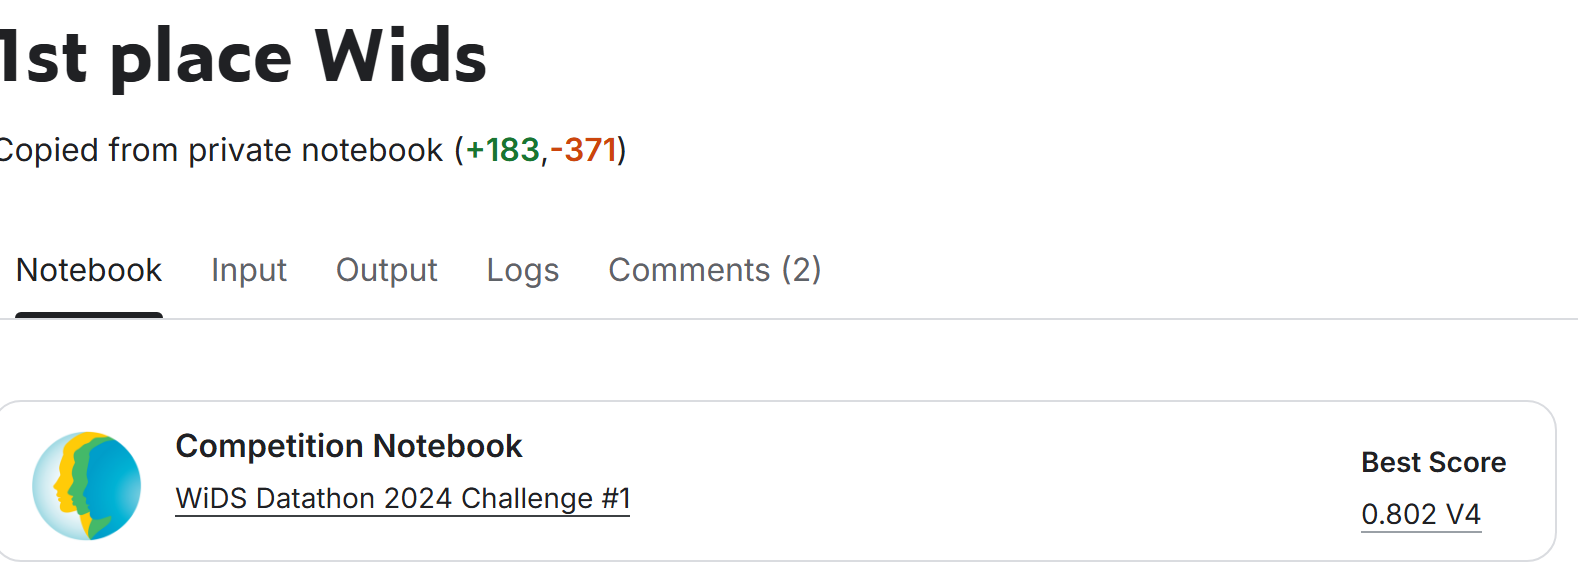 1st place Wids
Copied from private notebook (+183,-371)
Notebook Input Output Logs Comments (2)
Competition Notebook
WiDS Datathon 2024 Challenge #1
Best Score
0.802 V4